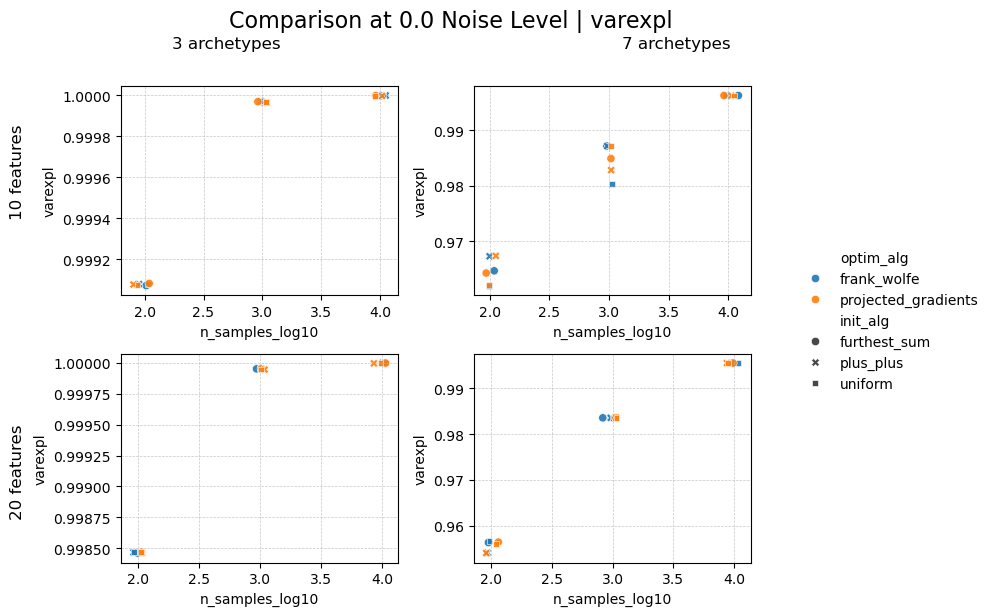 Comparison at 0.0 Noise Level | varexpl
3 archetypes
7 archetypes
10 features
varexpl
1.0000
0.9998
0.9996
0.9994
0.9992
2.0
2.5
3.0
3.5
4.0
n_samples_log10
varexpl
0.99
0.98
0.97
2.0
2.5
3.0
3.5
4.0
n_samples_log10
20 features
varexpl
1.00000
0.99975
0.99950
0.99925
0.99900
0.99875
0.99850
2.0
2.5
3.0
3.5
4.0
n_samples_log10
varexpl
0.99
0.98
0.97
0.96
2.0
2.5
3.0
3.5
4.0
n_samples_log10
optim_alg
frank_wolfe
projected_gradients
init_alg
furthest_sum
plus_plus
uniform